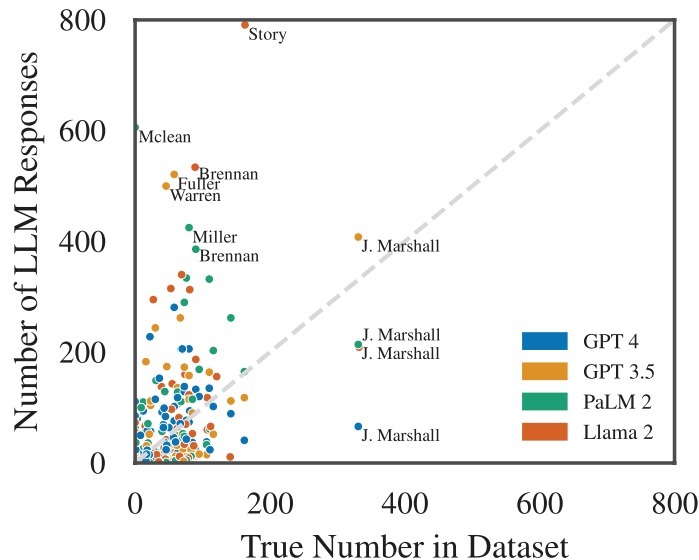 800
600
400
200
0
Number of LLM Responses
Story
Mclean
Brennan
Fuller
Warren
Miller
Brennan
J. Marshall
J. Marshall
J. Marshall
J. Marshall
GPT 4
GPT 3.5
PaLM 2
Llama 2
0 200 400 600 800
True Number in Dataset